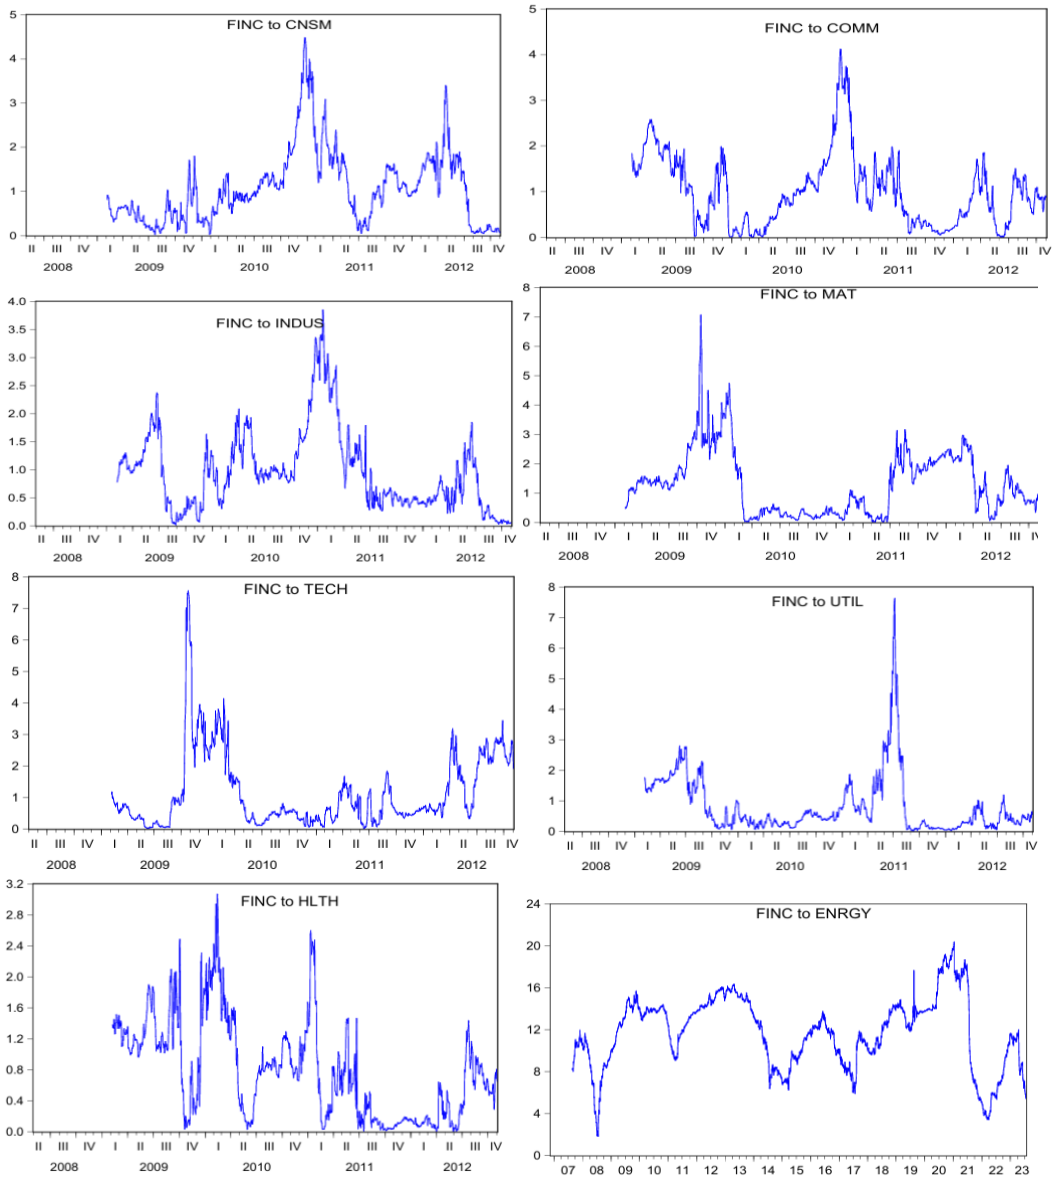 FINC to CNSM
5
4
3
2
1
0
II III IV I II III IV I II III IV I II III IV I II III IV
2008 2009 2010 2011 2012
FINC to COMM
5
4
3
2
1
0
II III IV I II III IV I II III IV I II III IV I II III IV
2008 2009 2010 2011 2012
FINC to INDUS
4.0
3.5
3.0
2.5
2.0
1.5
1.0
0.5
0.0
II III IV I II III IV I II III IV I II III IV I II III IV
2008 2009 2010 2011 2012
FINC to MAT
8
7
6
5
4
3
2
1
0
II III IV I II III IV I II III IV I II III IV I II III
2008 2009 2010 2011 2012
FINC to TECH
8
7
6
5
4
3
2
1
0
II III IV I II III IV I II III IV I II III IV I II III IV
2008 2009 2010 2011 2012
FINC to UTIL
8
7
6
5
4
3
2
1
0
II III IV I II III IV I II III IV I II III IV I II III IV
2008 2009 2010 2011 2012
FINC to HLTH
3.2
2.8
2.4
2.0
1.6
1.2
0.8
0.4
0.0
II III IV I II III IV I II III IV I II III IV I II III IV
2008 2009 2010 2011 2012
FINC to ENRGY
24
20
16
12
8
4
0
07 08 09 10 11 12 13 14 15 16 17 18 19 20 21 22 23